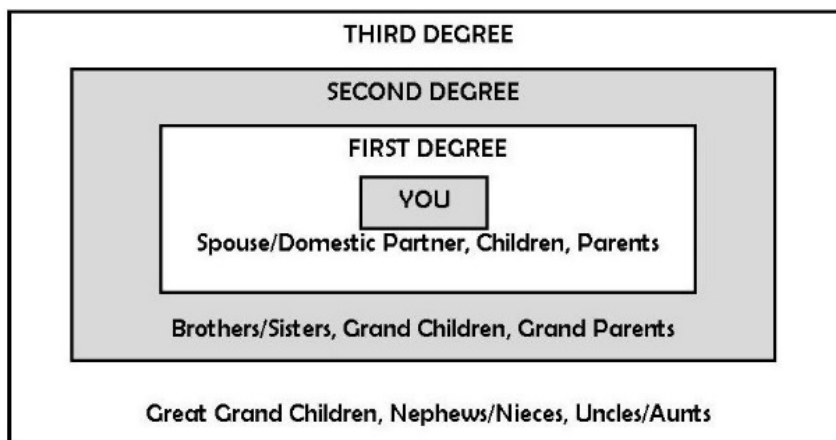 THIRD DEGREE
SECOND DEGREE
FIRST DEGREE
YOU
Spouse/Domestic Partner, Children, Parents
Brothers/Sisters, Grand Children, Grand Parents
Great Grand Children, Nephews/Nieces, Uncles/Aunts